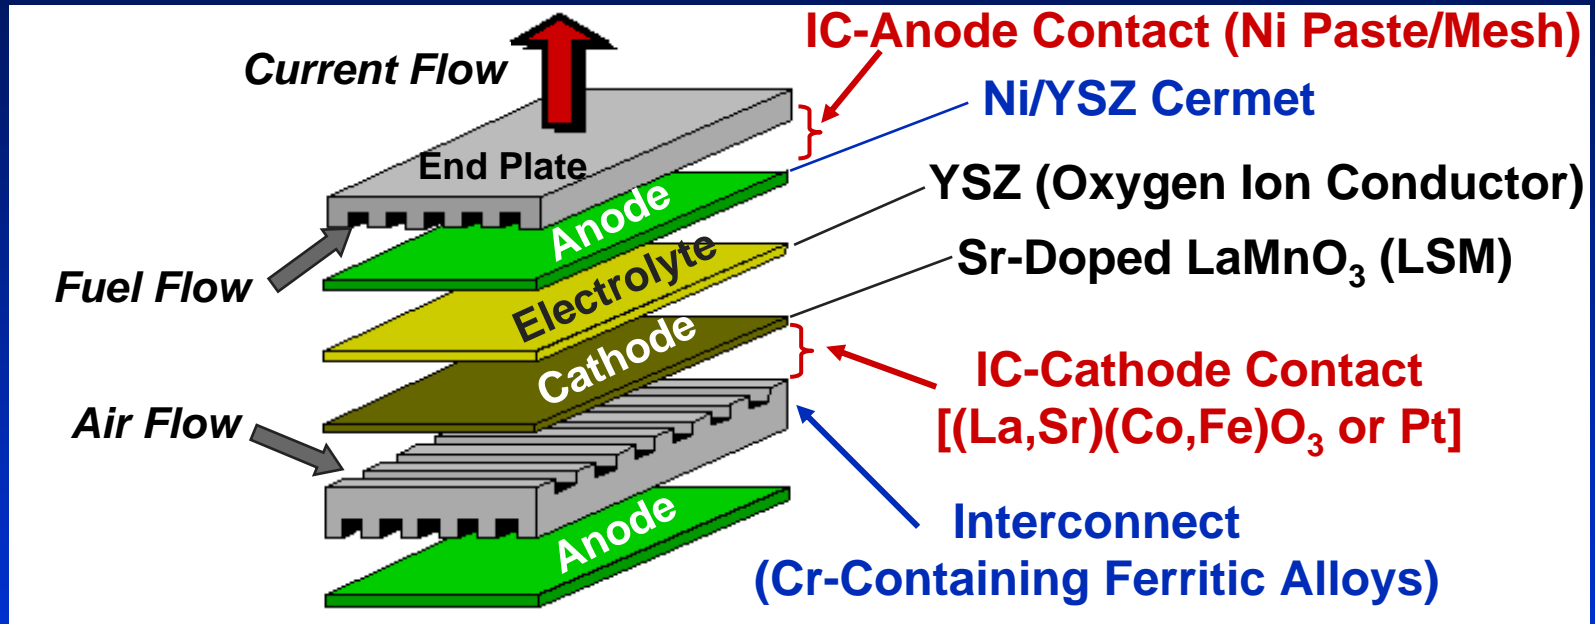 IC-Anode Contact (Ni Paste/Mesh)
Current Flow
Ni/YSZ Cermet
End Plate
YSZ (Oxygen Ion Conductor)
Anode
Sr-Doped LaMnO₃ (LSM)
Fuel Flow
Electrolyte
Cathode
IC-Cathode Contact
[(La,Sr)(Co,Fe)O₃ or Pt]
Air Flow
Interconnect
(Cr-Containing Ferritic Alloys)
Anode